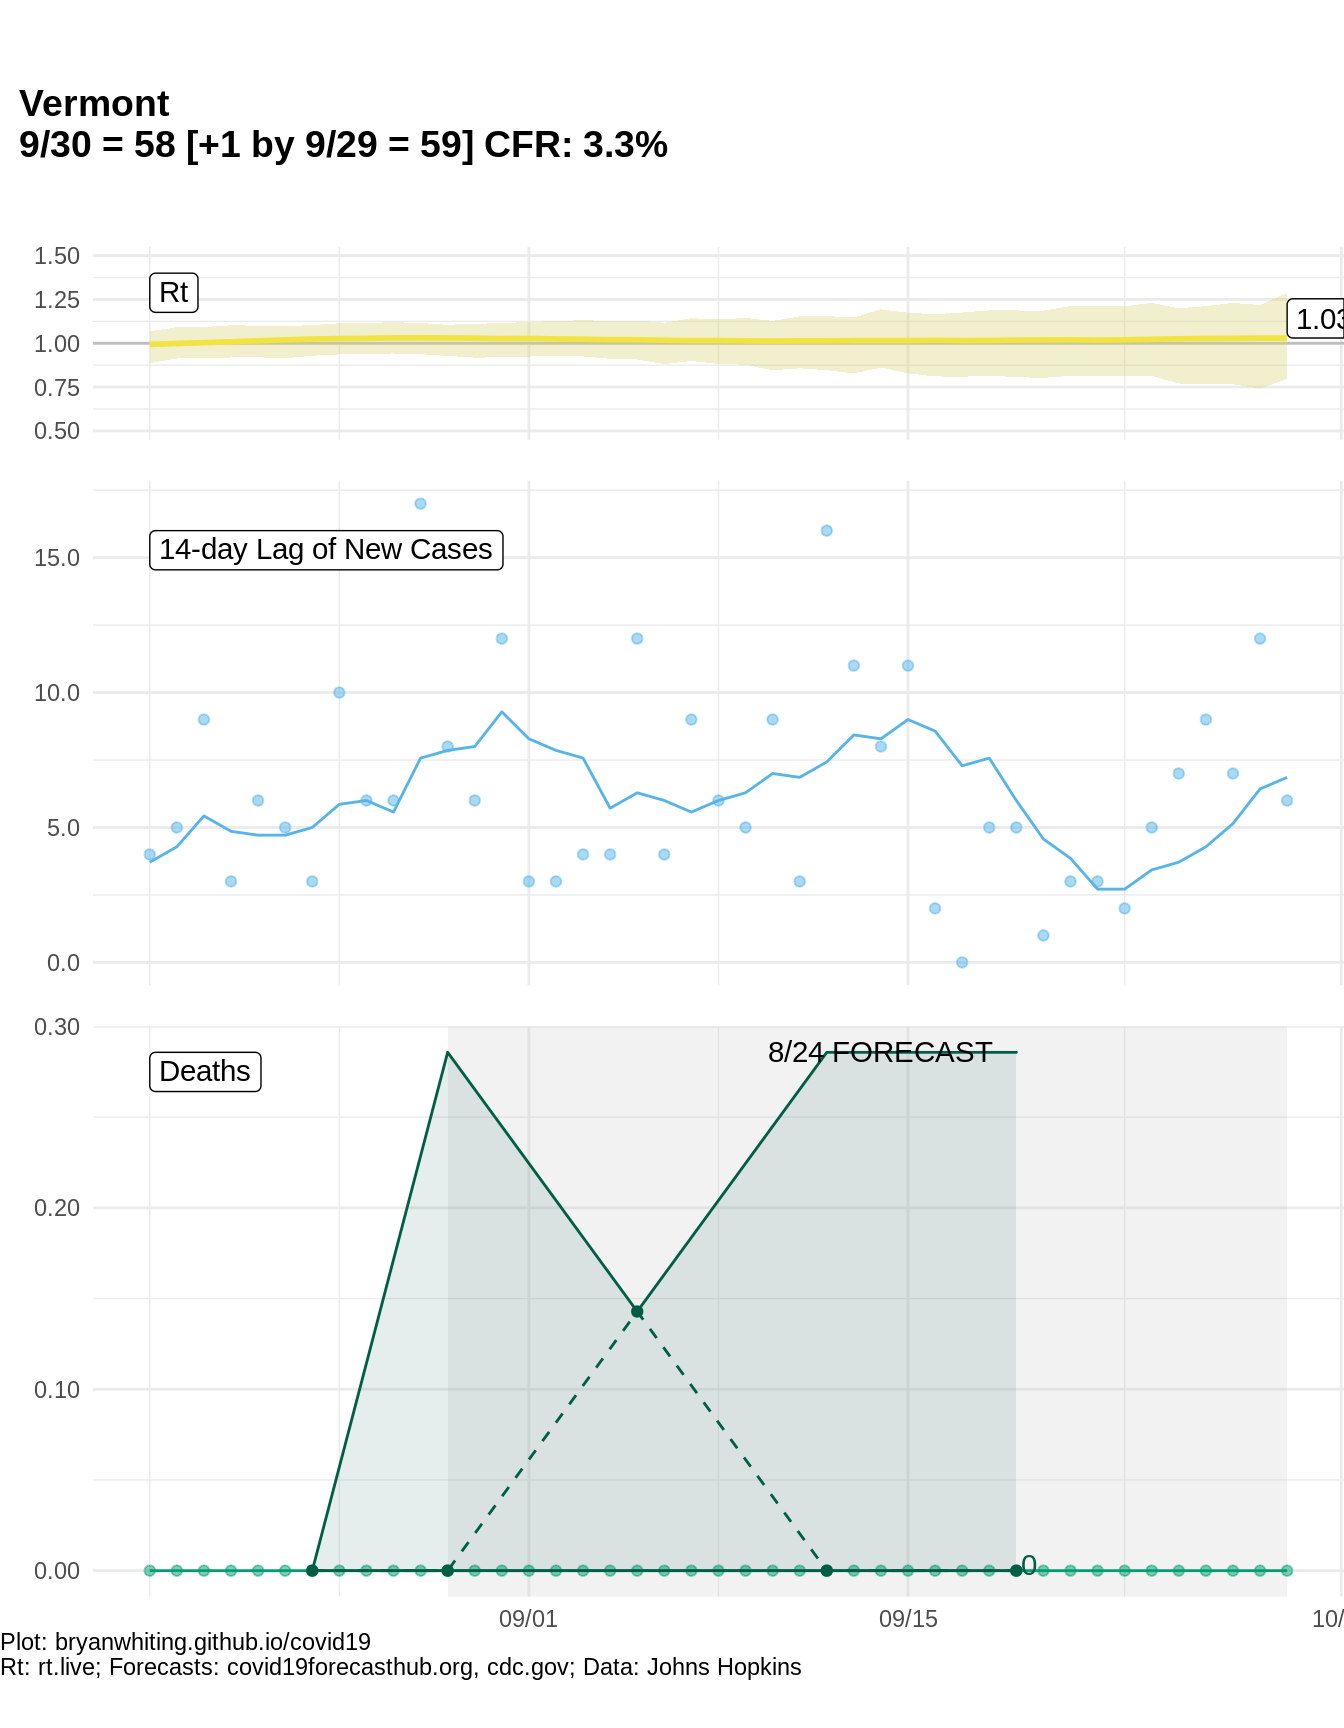 Vermont
9/30 = 58 [+1 by 9/29 = 59] CFR: 3.3%
1.50
1.25
1.00
0.75
0.50
Rt
1.03
15.0
10.0
5.0
0.0
14-day Lag of New Cases
0.30
0.20
0.10
0.00
Deaths
8/24 FORECAST
0
09/01
09/15
10/
Plot: bryanwhiting.github.io/covid19
Rt: rt.live; Forecasts: covid19forecasthub.org, cdc.gov; Data: Johns Hopkins